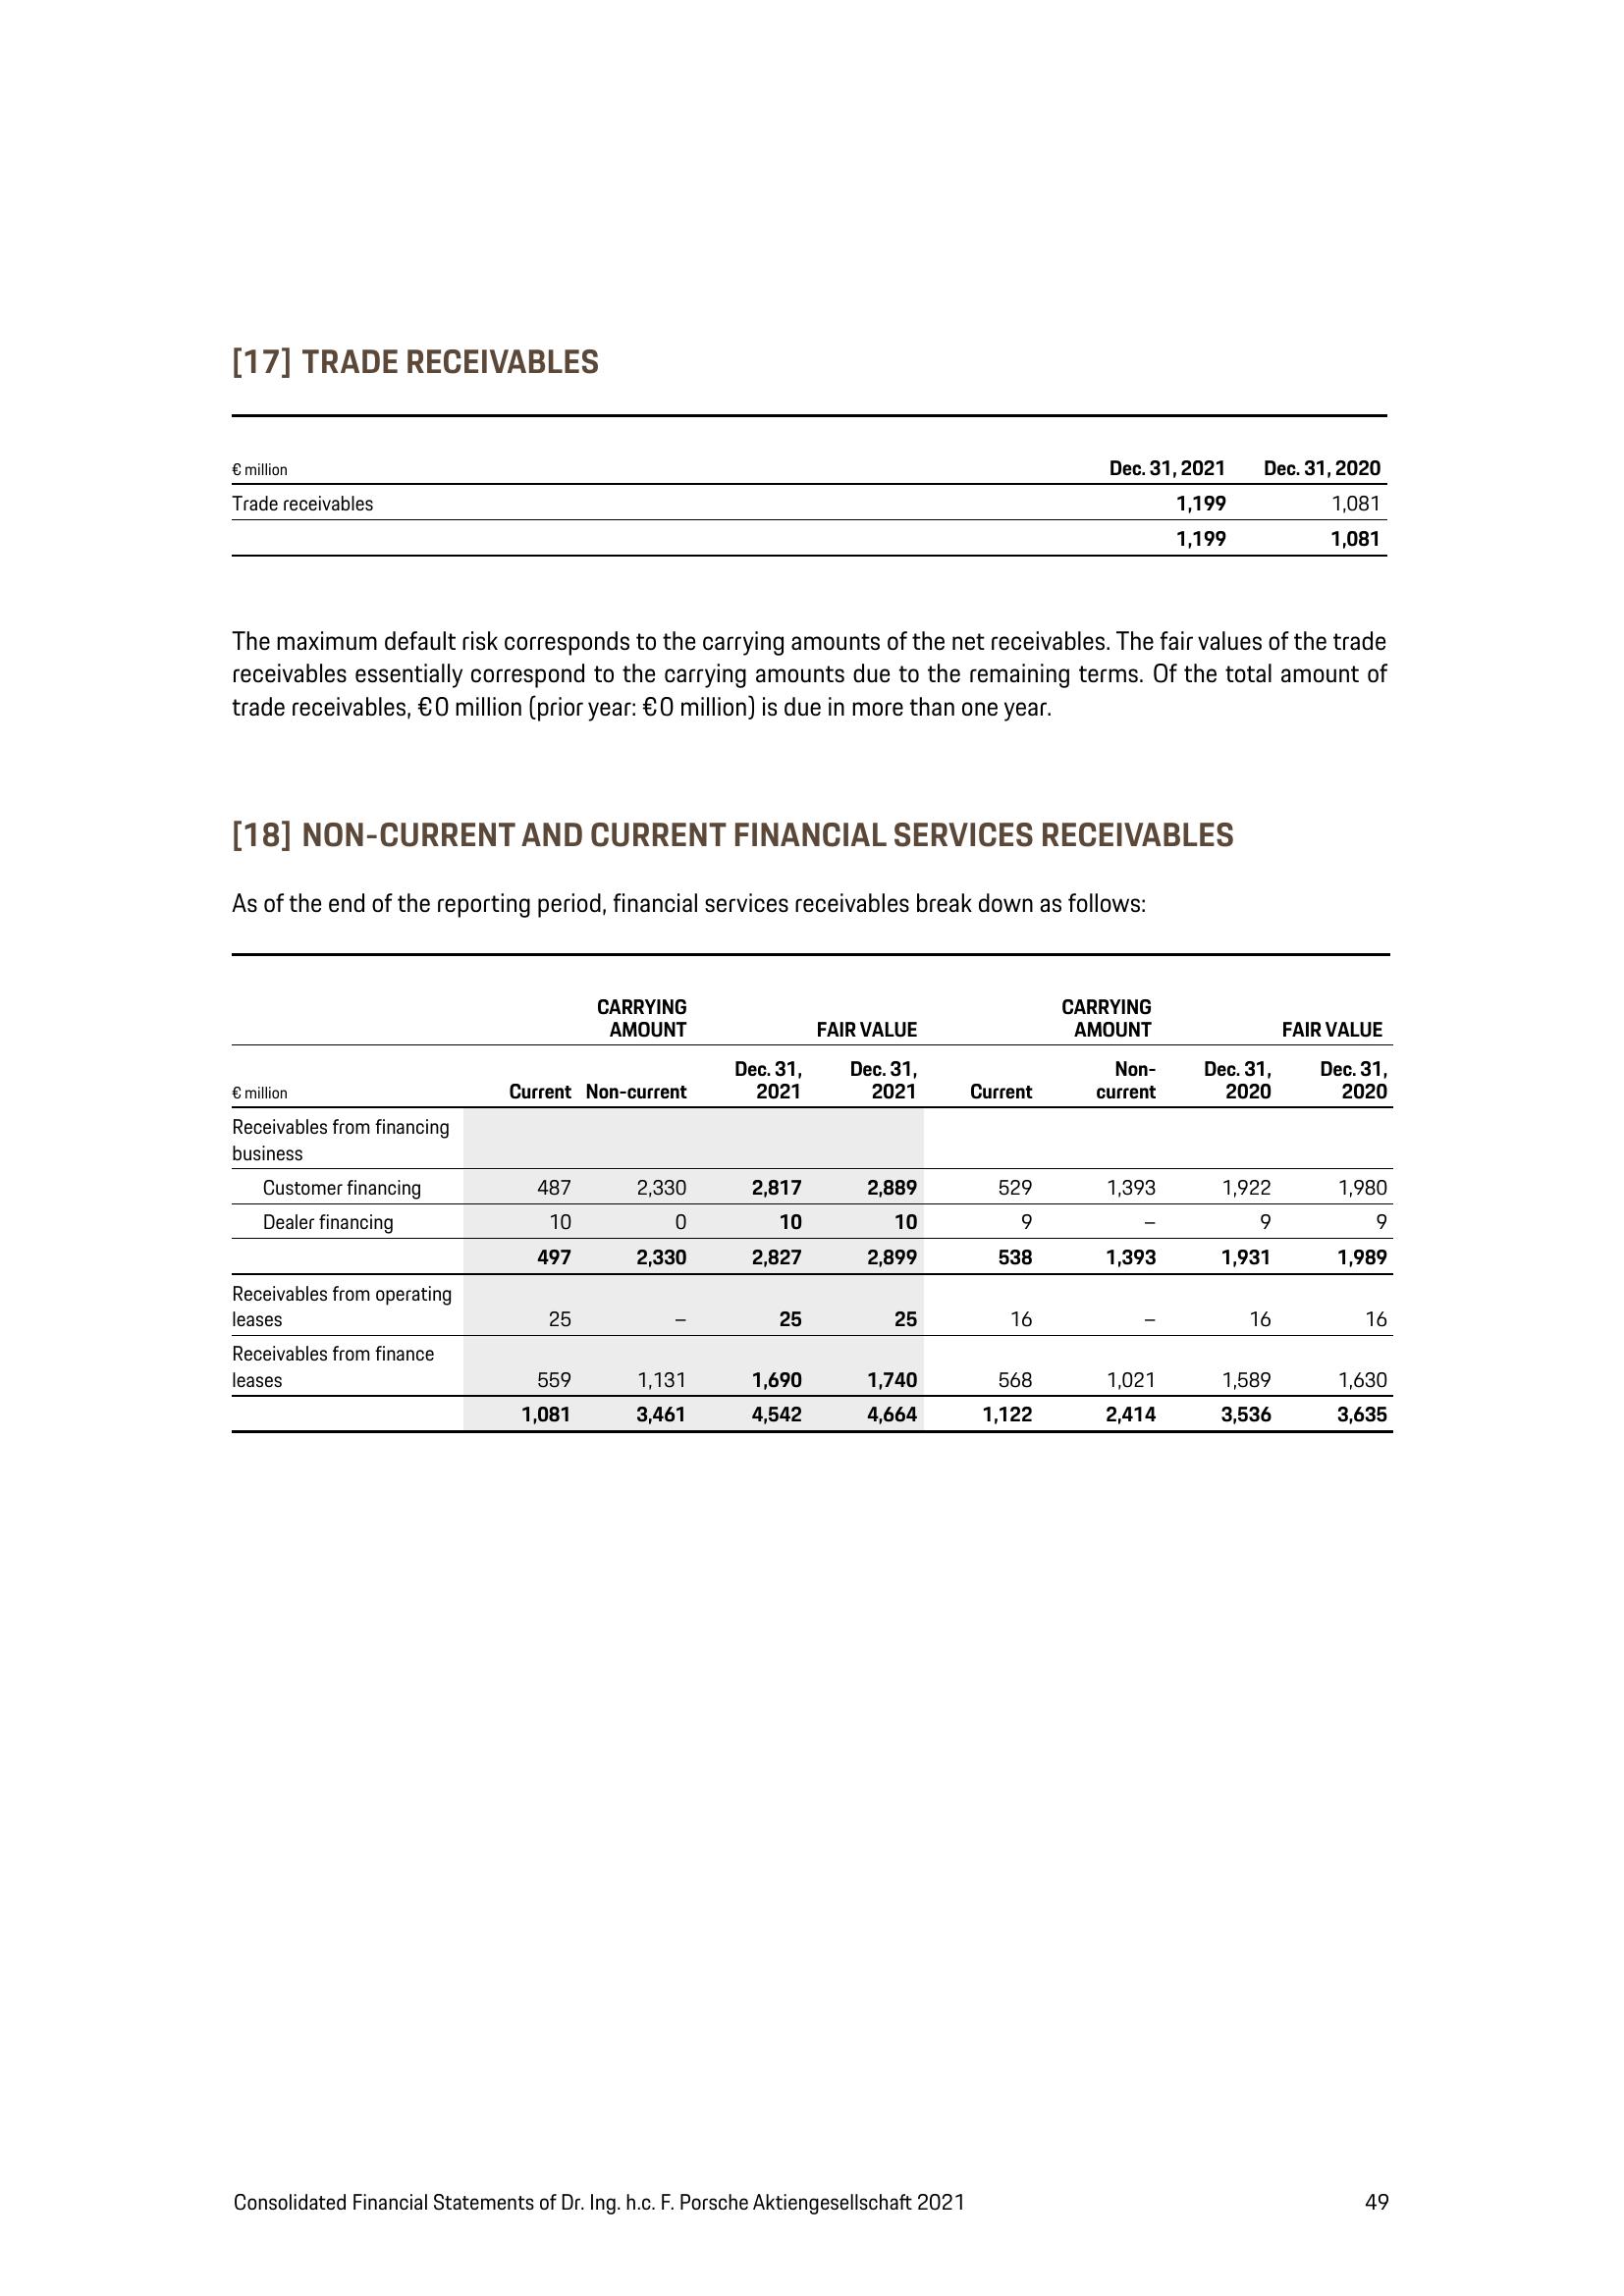 [17] TRADE RECEIVABLES
€ million Dec. 31, 2021 Dec. 31, 2020
Trade receivables 1,199 1,081
1,199 1,081
The maximum default risk corresponds to the carrying amounts of the net receivables. The fair values of the trade
receivables essentially correspond to the carrying amounts due to the remaining terms. Of the total amount of
trade receivables, €0 million (prior year: €0 million) is due in more than one year.
[18] NON-CURRENT AND CURRENT FINANCIAL SERVICES RECEIVABLES
As of the end of the reporting period, financial services receivables break down as follows:
CARRYING CARRYING
AMOUNT FAIR VALUE AMOUNT FAIR VALUE
Dec. 31, Dec. 31, Non- Dec. 31, Dec. 31,
€ million Current Non-current 2021 2021 Current current 2020 2020
Receivables from financing
business
Customer financing 487 2,330 2,817 2,889 529 1,393 1,922 1,980
Dealer financing 10 0 10 10 9 – 9 9
497 2,330 2,827 2,899 538 1,393 1,931 1,989
Receivables from operating
leases 25 – 25 25 16 – 16 16
Receivables from finance
leases 559 1,131 1,690 1,740 568 1,021 1,589 1,630
1,081 3,461 4,542 4,664 1,122 2,414 3,536 3,635
Consolidated Financial Statements of Dr. Ing. h.c. F. Porsche Aktiengesellschaft 2021 49